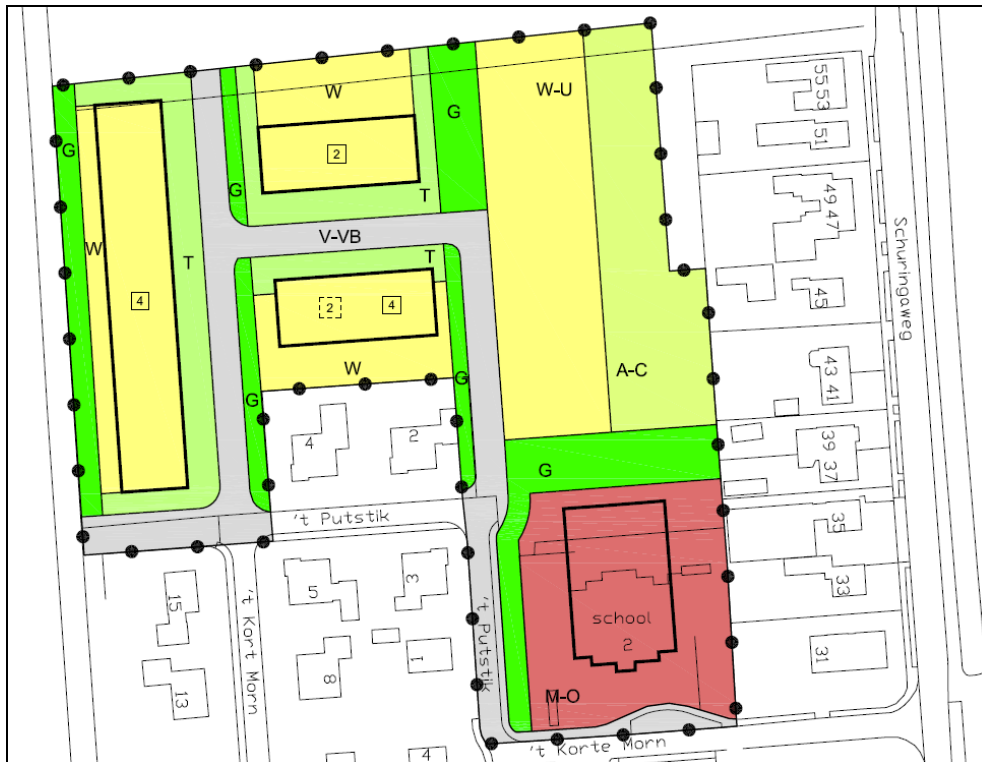 W
W-U
G
G
2
G
T
V-VB
T
W
T
4
2
4
W
G
G
A-C
G
4
2
't Putstik
't Putstik
't Kort Morn
't Korte Morn
15
13
5
3
8
1
4
school
2
M-O
Schuringaweg
55 53
51
49 47
45
43 41
39 37
35
33
31